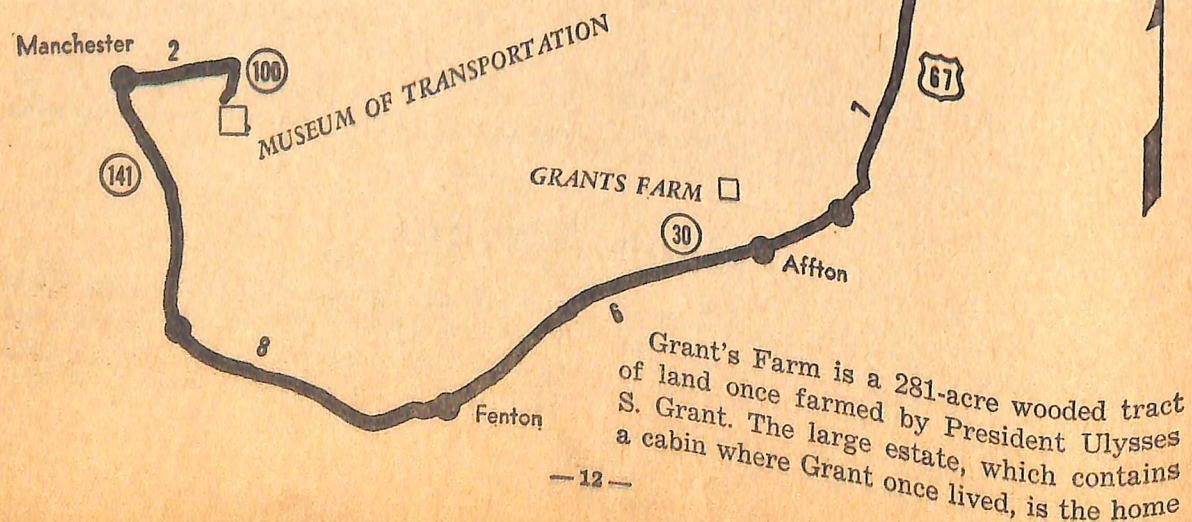 Manchester
2
100
MUSEUM OF TRANSPORTATION
67
7
141
GRANTS FARM
30
Affton
6
8
Fenton
Grant's Farm is a 281-acre wooded tract
of land once farmed by President Ulysses
S. Grant. The large estate, which contains
a cabin where Grant once lived, is the home
—12—